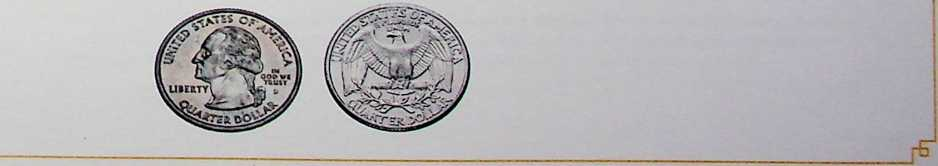 UNITED STATES OF AMERICA
LIBERTY
IN
GOD WE
TRUST
D
QUARTER DOLLAR
UNITED STATES OF AMERICA
QUARTER DOLLAR